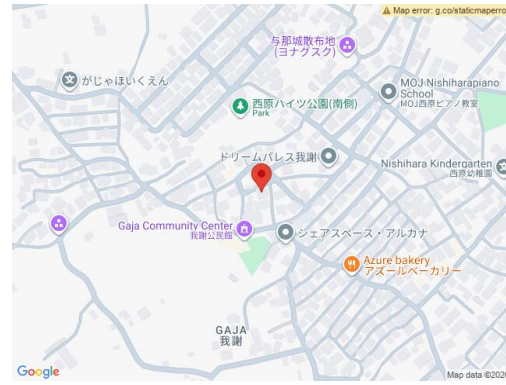 Map error: g.co/staticmaperro
与那城散布地
(ヨナグスク)
がじゃほいくえん
MOJ Nishiharapiano
School
MOJ西原ピアノ教室
西原ハイツ公園(南側)
Park
ドリームパレス我謝
Nishihara Kindergarten
西原幼稚園
Gaja Community Center
我謝公民館
シェアスペース・アルカナ
Azure bakery
アズールベーカリー
GAJA
我謝
Google
Map data ©2026